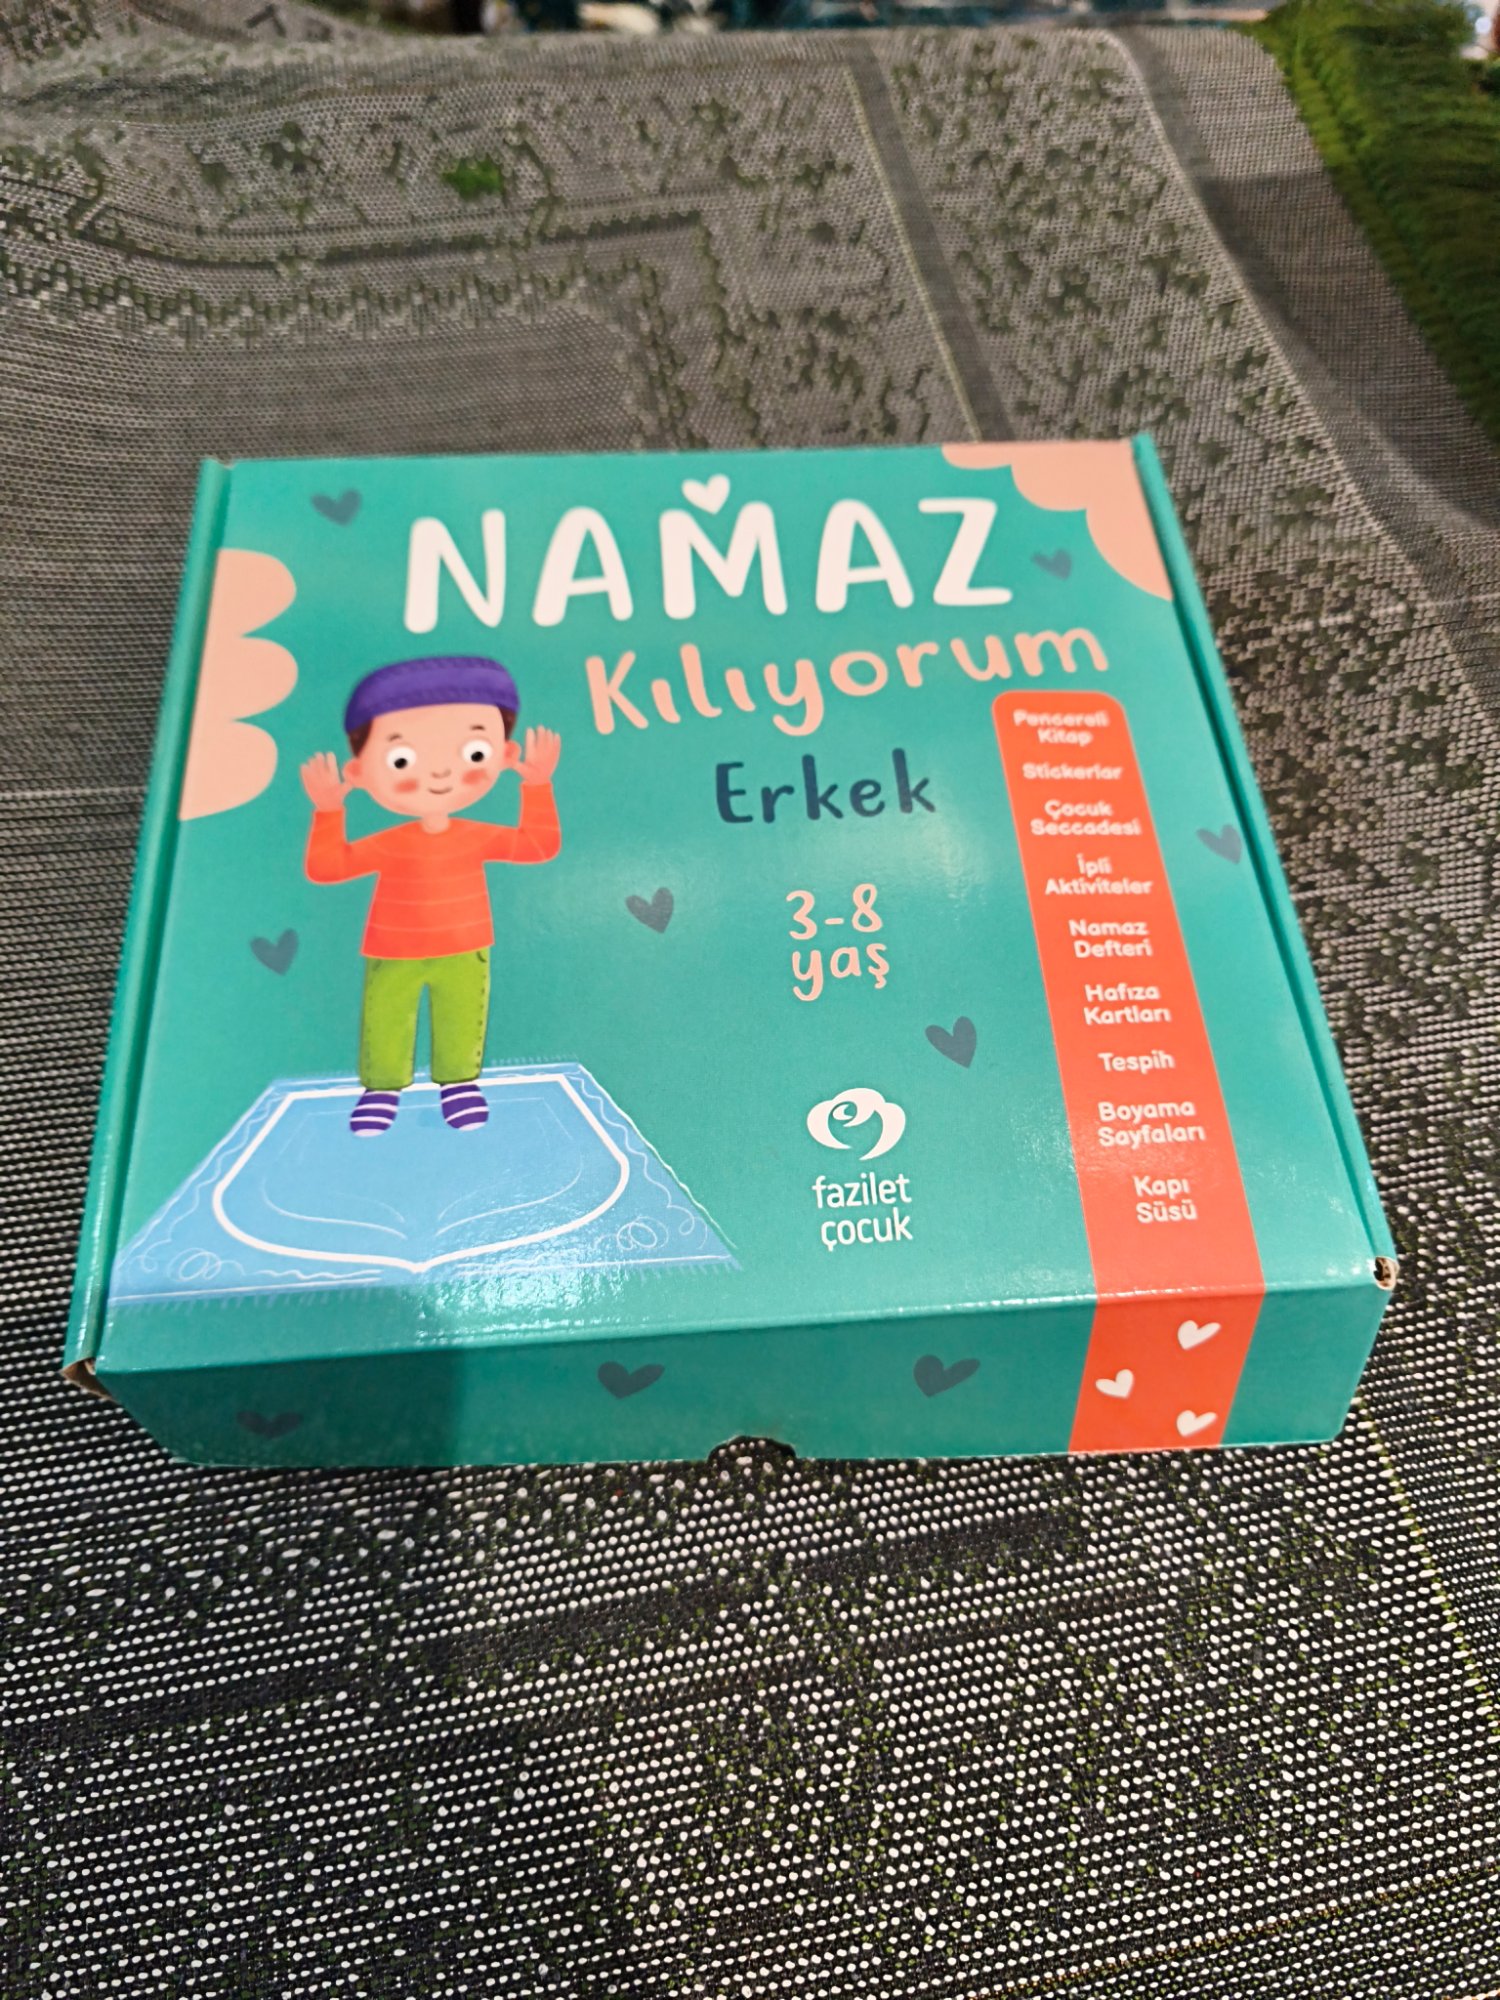 NAMAZ
Kılıyorum
Erkek
3-8
yaş
fazilet
çocuk
Pencereli
Kitap
Stickerlar
Çocuk
Seccadesi
İpli
Aktiviteler
Namaz
Defteri
Hafıza
Kartları
Tespih
Boyama
Sayfaları
Kapı
Süsü